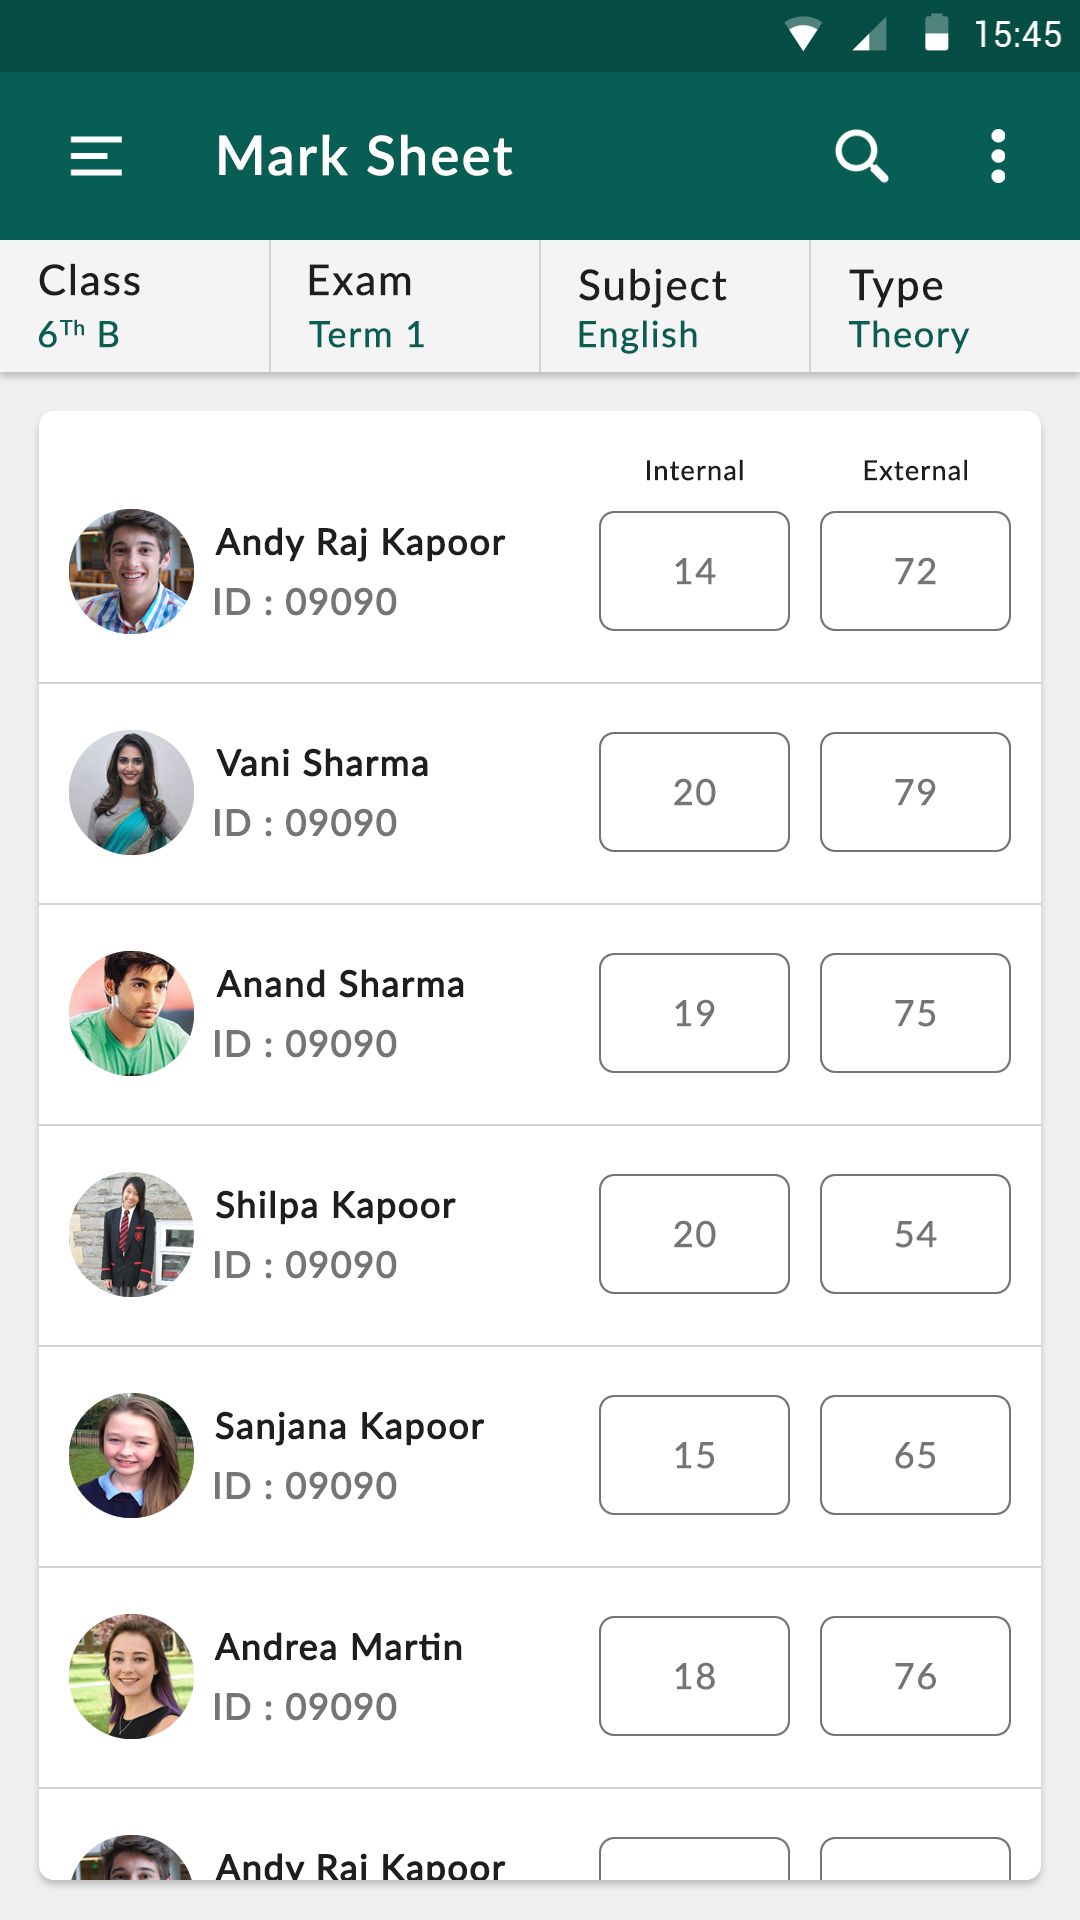 15:45
Mark Sheet
Class Exam Subject Type
6Th B Term 1 English Theory
Internal External
Andy Raj Kapoor
ID : 09090
14 72
Vani Sharma
ID : 09090
20 79
Anand Sharma
ID : 09090
19 75
Shilpa Kapoor
ID : 09090
20 54
Sanjana Kapoor
ID : 09090
15 65
Andrea Martin
ID : 09090
18 76
Andy Raj Kapoor